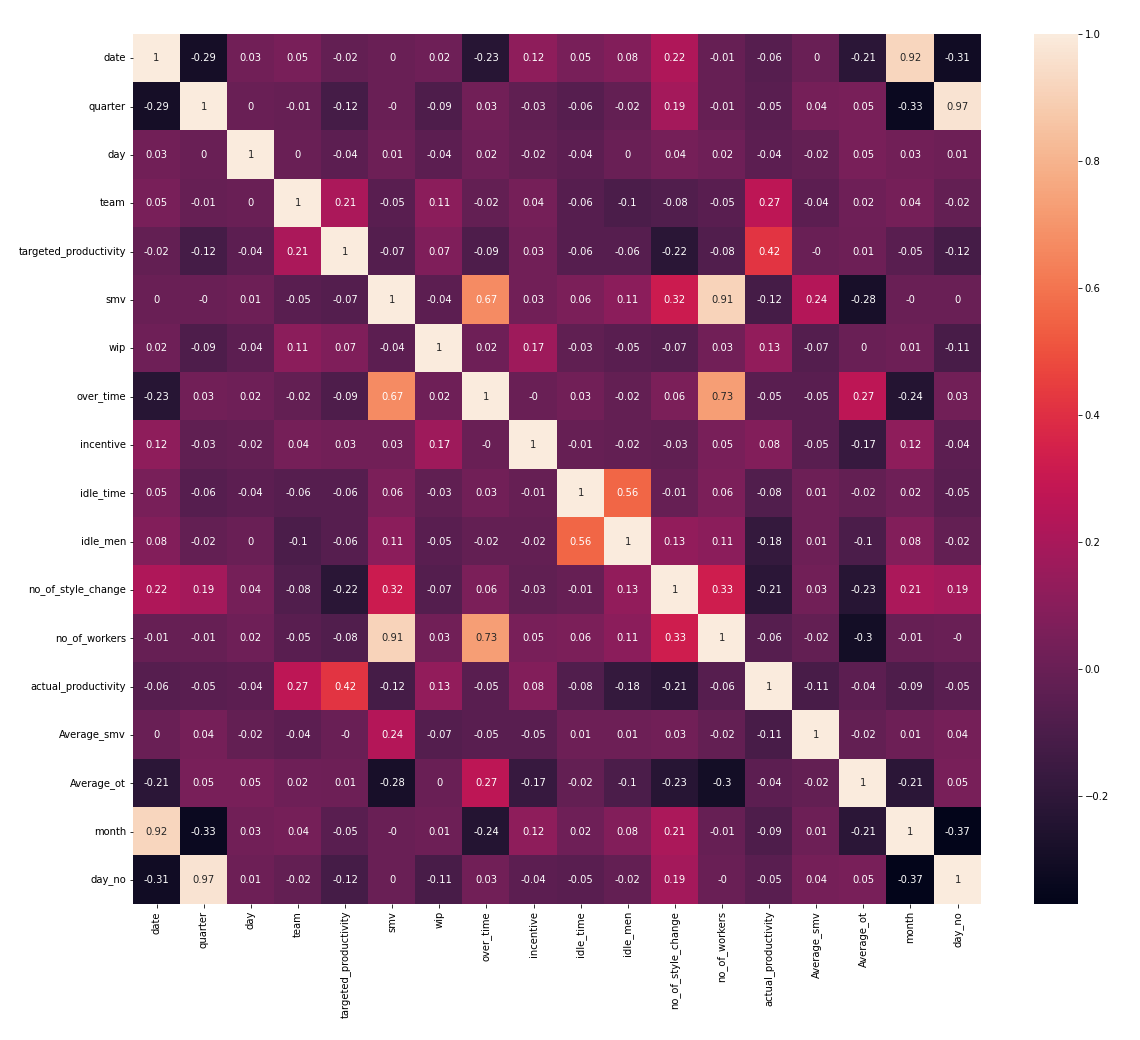 date 1 -0.29 0.03 0.05 -0.02 0 0.02 -0.23 0.12 0.05 0.08 0.22 -0.01 -0.06 0 -0.21 0.92 -0.31
quarter -0.29 1 0 -0.01 -0.12 -0 -0.09 0.03 -0.03 -0.06 -0.02 0.19 -0.01 -0.05 0.04 0.05 -0.33 0.97
day 0.03 0 1 0 -0.04 0.01 -0.04 0.02 -0.02 -0.04 0 0.04 0.02 -0.04 -0.02 0.05 0.03 0.01
team 0.05 -0.01 0 1 0.21 -0.05 0.11 -0.02 0.04 -0.06 -0.1 -0.08 -0.05 0.27 -0.04 0.02 0.04 -0.02
targeted_productivity -0.02 -0.12 -0.04 0.21 1 -0.07 0.07 -0.09 0.03 -0.06 -0.06 -0.22 -0.08 0.42 -0 0.01 -0.05 -0.12
smv 0 -0 0.01 -0.05 -0.07 1 -0.04 0.67 0.03 0.06 0.11 0.32 0.91 -0.12 0.24 -0.28 -0 0
wip 0.02 -0.09 -0.04 0.11 0.07 -0.04 1 0.02 0.17 -0.03 -0.05 -0.07 0.03 0.13 -0.07 0 0.01 -0.11
over_time -0.23 0.03 0.02 -0.02 -0.09 0.67 0.02 1 -0 0.03 -0.02 0.06 0.73 -0.05 -0.05 0.27 -0.24 0.03
incentive 0.12 -0.03 -0.02 0.04 0.03 0.03 0.17 -0 1 -0.01 -0.02 -0.03 0.05 0.08 -0.05 -0.17 0.12 -0.04
idle_time 0.05 -0.06 -0.04 -0.06 -0.06 0.06 -0.03 0.03 -0.01 1 0.56 -0.01 0.06 -0.08 0.01 -0.02 0.02 -0.05
idle_men 0.08 -0.02 0 -0.1 -0.06 0.11 -0.05 -0.02 -0.02 0.56 1 0.13 0.11 -0.18 0.01 -0.1 0.08 -0.02
no_of_style_change 0.22 0.19 0.04 -0.08 -0.22 0.32 -0.07 0.06 -0.03 -0.01 0.13 1 0.33 -0.21 0.03 -0.23 0.21 0.19
no_of_workers -0.01 -0.01 0.02 -0.05 -0.08 0.91 0.03 0.73 0.05 0.06 0.11 0.33 1 -0.06 -0.02 -0.3 -0.01 -0
actual_productivity -0.06 -0.05 -0.04 0.27 0.42 -0.12 0.13 -0.05 0.08 -0.08 -0.18 -0.21 -0.06 1 -0.11 -0.04 -0.09 -0.05
Average_smv 0 0.04 -0.02 -0.04 -0 0.24 -0.07 -0.05 -0.05 0.01 0.01 0.03 -0.02 -0.11 1 -0.02 0.01 0.04
Average_ot -0.21 0.05 0.05 0.02 0.01 -0.28 0 0.27 -0.17 -0.02 -0.1 -0.23 -0.3 -0.04 -0.02 1 -0.21 0.05
month 0.92 -0.33 0.03 0.04 -0.05 -0 0.01 -0.24 0.12 0.02 0.08 0.21 -0.01 -0.09 0.01 -0.21 1 -0.37
day_no -0.31 0.97 0.01 -0.02 -0.12 0 -0.11 0.03 -0.04 -0.05 -0.02 0.19 -0 -0.05 0.04 0.05 -0.37 1
date quarter day team targeted_productivity smv wip over_time incentive idle_time idle_men no_of_style_change no_of_workers actual_productivity Average_smv Average_ot month day_no
1.0
0.8
0.6
0.4
0.2
0.0
−0.2